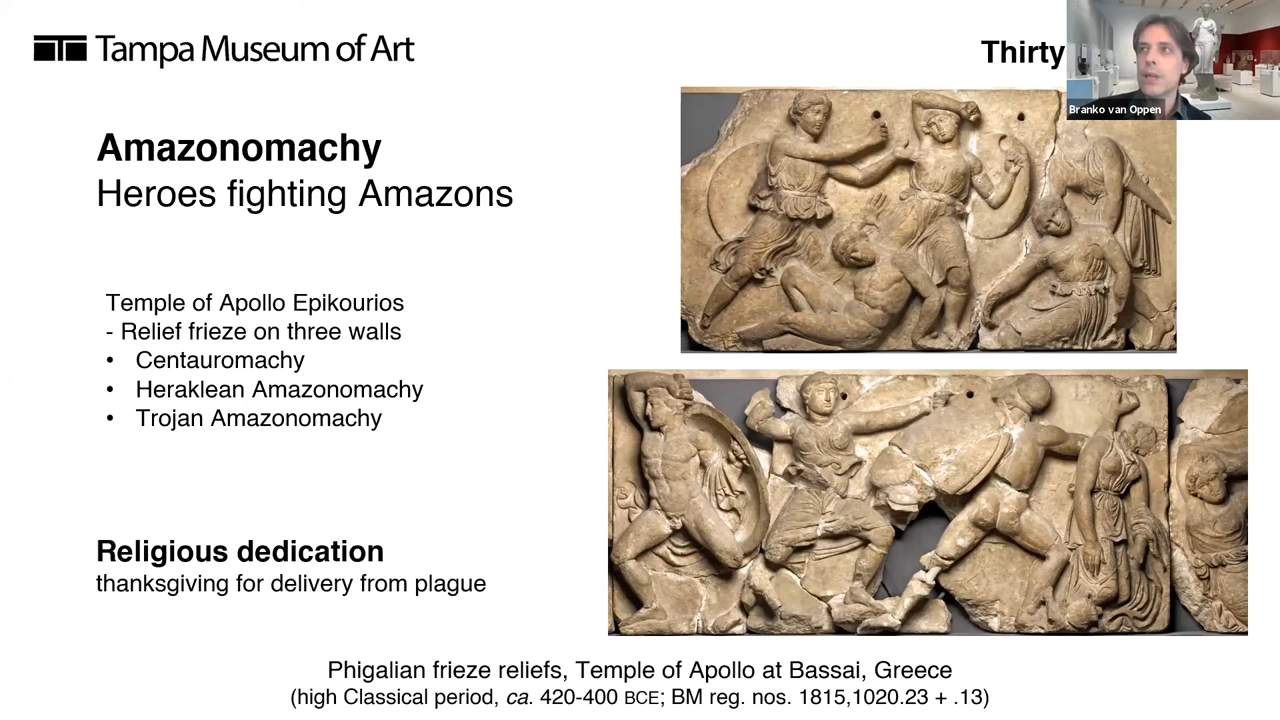 Tampa Museum of Art
Thirty
Branko van Oppen
Amazonomachy
Heroes fighting Amazons
Temple of Apollo Epikourios
- Relief frieze on three walls
• Centauromachy
• Heraklean Amazonomachy
• Trojan Amazonomachy
Religious dedication
thanksgiving for delivery from plague
Phigalian frieze reliefs, Temple of Apollo at Bassai, Greece
(high Classical period, ca. 420-400 BCE; BM reg. nos. 1815,1020.23 + .13)